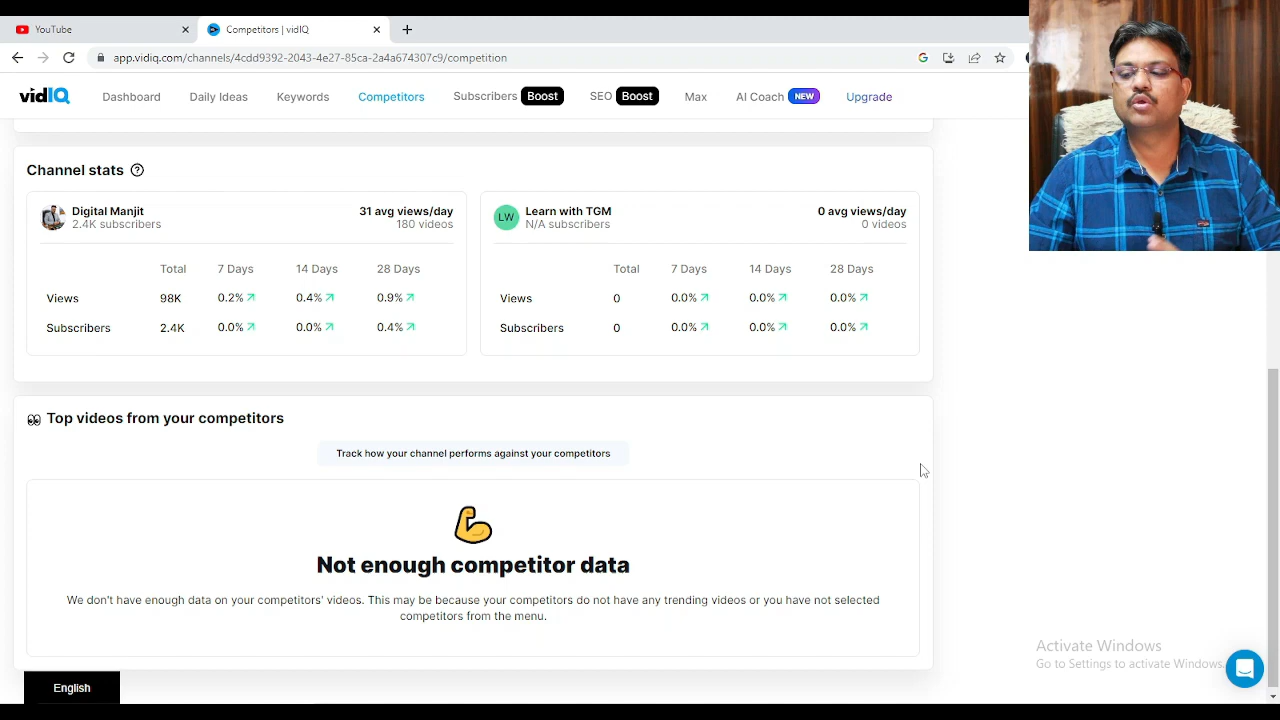 YouTube
Competitors | vidIQ
app.vidiq.com/channels/4cdd9392-2043-4e27-85ca-2a4a674307c9/competition
vidIQ Dashboard Daily Ideas Keywords Competitors Subscribers Boost SEO Boost Max AI Coach NEW Upgrade
Channel stats
Digital Manjit 31 avg views/day
2.4K subscribers 180 videos
Total 7 Days 14 Days 28 Days
Views 98K 0.2% 0.4% 0.9%
Subscribers 2.4K 0.0% 0.0% 0.4%
LW Learn with TGM 0 avg views/day
N/A subscribers 0 videos
Total 7 Days 14 Days 28 Days
Views 0 0.0% 0.0% 0.0%
Subscribers 0 0.0% 0.0% 0.0%
Top videos from your competitors
Track how your channel performs against your competitors
Not enough competitor data
We don't have enough data on your competitors' videos. This may be because your competitors do not have any trending videos or you have not selected
competitors from the menu.
Activate Windows
Go to Settings to activate Windows.
English